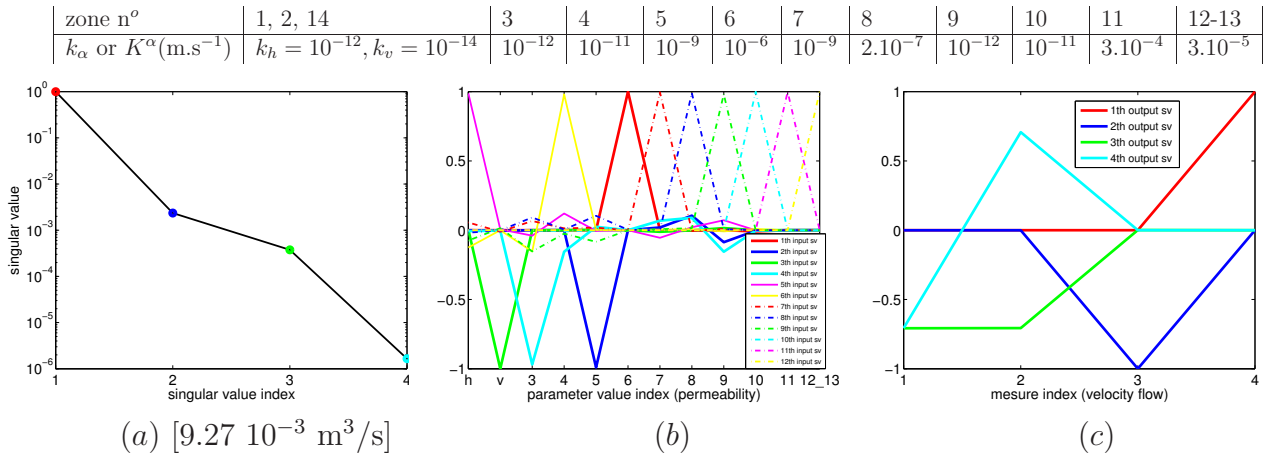 zone nº 1, 2, 14 3 4 5 6 7 8 9 10 11 12-13
k_α or K^α(m.s⁻¹) k_h = 10⁻¹², k_v = 10⁻¹⁴ 10⁻¹² 10⁻¹¹ 10⁻⁹ 10⁻⁶ 10⁻⁹ 2.10⁻⁷ 10⁻¹² 10⁻¹¹ 3.10⁻⁴ 3.10⁻⁵
singular value
10⁰
10⁻¹
10⁻²
10⁻³
10⁻⁴
10⁻⁵
10⁻⁶
1 2 3 4
singular value index
(a) [9.27 10⁻³ m³/s]
1
0.5
0
−0.5
−1
1th input sv
2th input sv
3th input sv
4th input sv
5th input sv
6th input sv
7th input sv
8th input sv
9th input sv
10th input sv
11th input sv
12th input sv
h v 3 4 5 6 7 8 9 10 11 12_13
parameter value index (permeability)
(b)
1
0.5
0
−0.5
−1
1th output sv
2th output sv
3th output sv
4th output sv
1 2 3 4
mesure index (velocity flow)
(c)